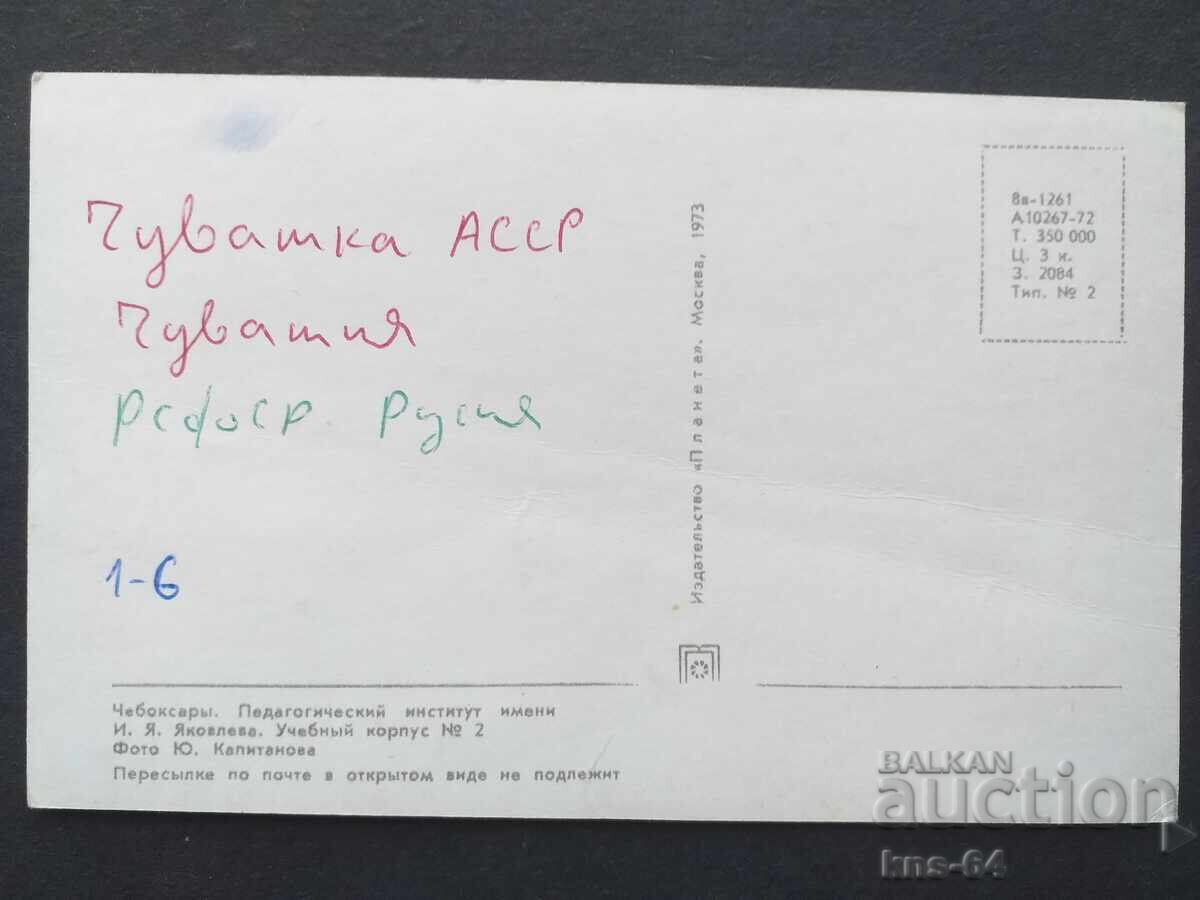 Чувашка АССР
Чувашия
РСФСР Русия
1-6
Чебоксары. Педагогический институт имени
И. Я. Яковлева. Учебный корпус № 2
Фото Ю. Капитанова
Пересылке по почте в открытом виде не подлежит
Издательство «Планета». Москва, 1973
8в-1261
А10267-72
Т. 350 000
Ц. 3 к.
З. 2084
Тип. № 2
BALKAN
auction
kns-64